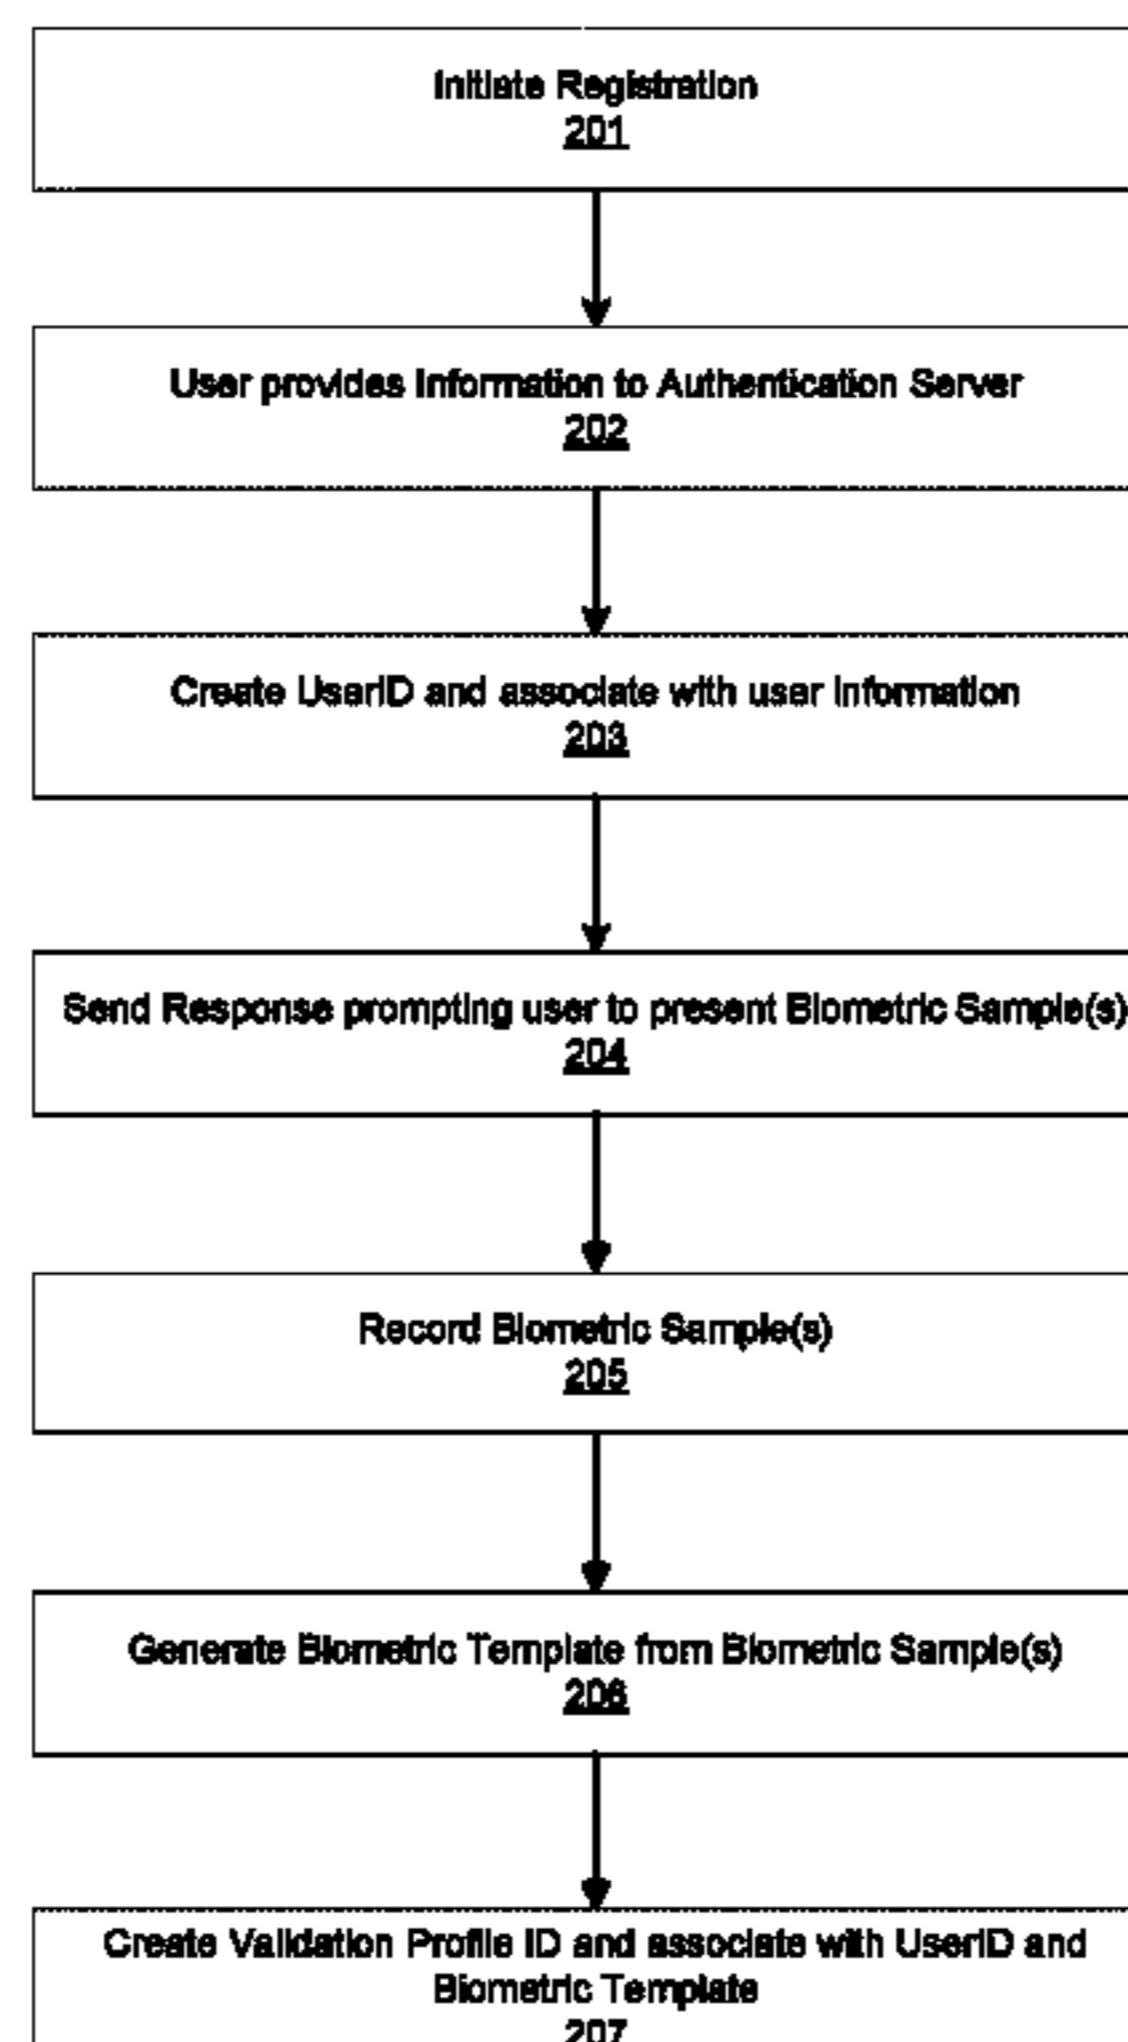 Initiate Registration
201
User provides Information to Authentication Server
202
Create UserID and associate with user Information
203
Send Response prompting user to present Biometric Sample(s)
204
Record Biometric Sample(s)
205
Generate Biometric Template from Biometric Sample(s)
206
Create Validation Profile ID and associate with UserID and
Biometric Template
207